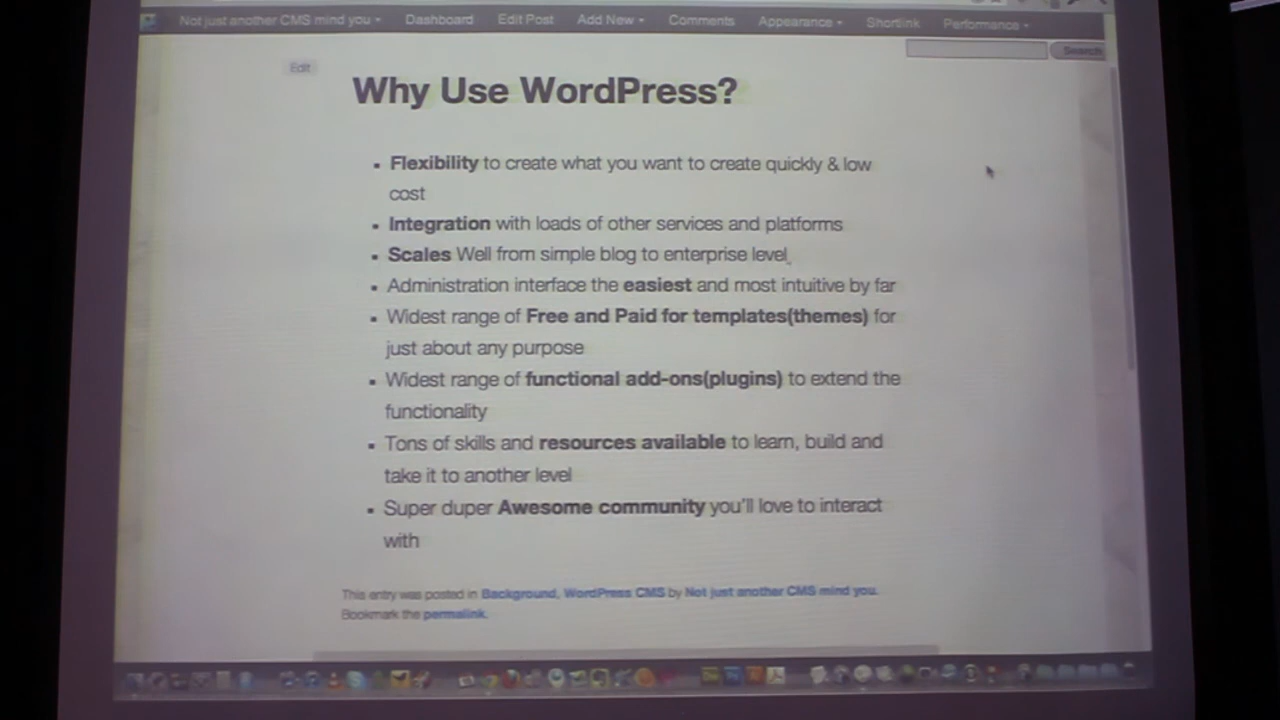 Not just another CMS mind you Dashboard Edit Post Add New Comments Appearance Shortlink Performance
Search
Edit
Why Use WordPress?
Flexibility to create what you want to create quickly & low
cost
Integration with loads of other services and platforms
Scales Well from simple blog to enterprise level.
Administration interface the easiest and most intuitive by far
Widest range of Free and Paid for templates(themes) for
just about any purpose
Widest range of functional add-ons(plugins) to extend the
functionality
Tons of skills and resources available to learn, build and
take it to another level
Super duper Awesome community you'll love to interact
with
This entry was posted in Background, WordPress CMS by Not just another CMS mind you.
Bookmark the permalink.